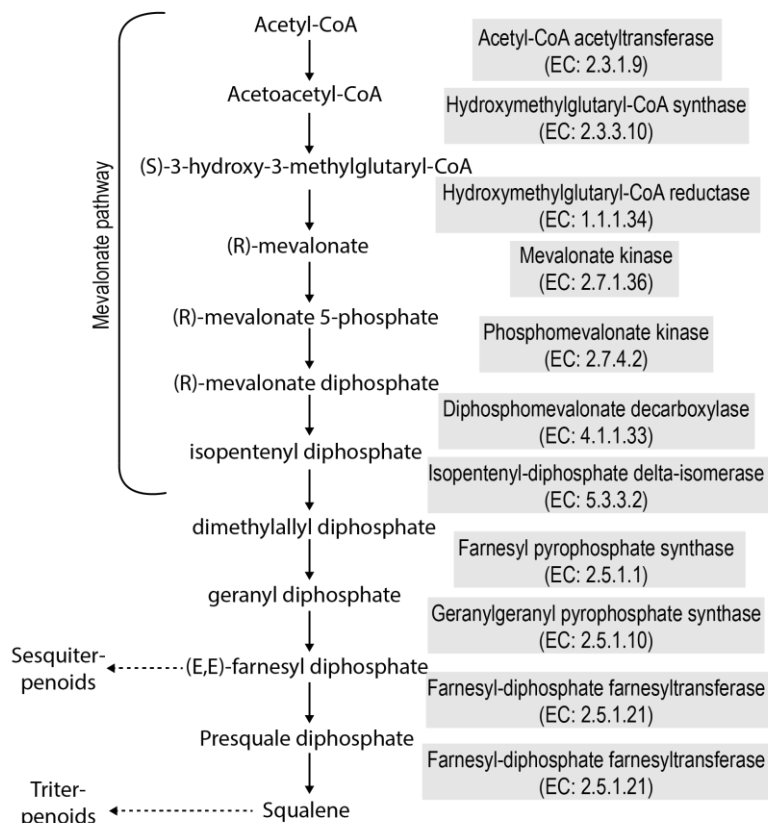 Acetyl-CoA
Acetyl-CoA acetyltransferase
(EC: 2.3.1.9)
Acetoacetyl-CoA
Hydroxymethylglutaryl-CoA synthase
(EC: 2.3.3.10)
(S)-3-hydroxy-3-methylglutaryl-CoA
Hydroxymethylglutaryl-CoA reductase
(EC: 1.1.1.34)
Mevalonate pathway
(R)-mevalonate
Mevalonate kinase
(EC: 2.7.1.36)
(R)-mevalonate 5-phosphate
Phosphomevalonate kinase
(EC: 2.7.4.2)
(R)-mevalonate diphosphate
Diphosphomevalonate decarboxylase
(EC: 4.1.1.33)
isopentenyl diphosphate
Isopentenyl-diphosphate delta-isomerase
(EC: 5.3.3.2)
dimethylallyl diphosphate
Farnesyl pyrophosphate synthase
(EC: 2.5.1.1)
geranyl diphosphate
Geranylgeranyl pyrophosphate synthase
(EC: 2.5.1.10)
Sesquiter-
penoids
(E,E)-farnesyl diphosphate
Farnesyl-diphosphate farnesyltransferase
(EC: 2.5.1.21)
Presquale diphosphate
Farnesyl-diphosphate farnesyltransferase
(EC: 2.5.1.21)
Triter-
penoids
Squalene